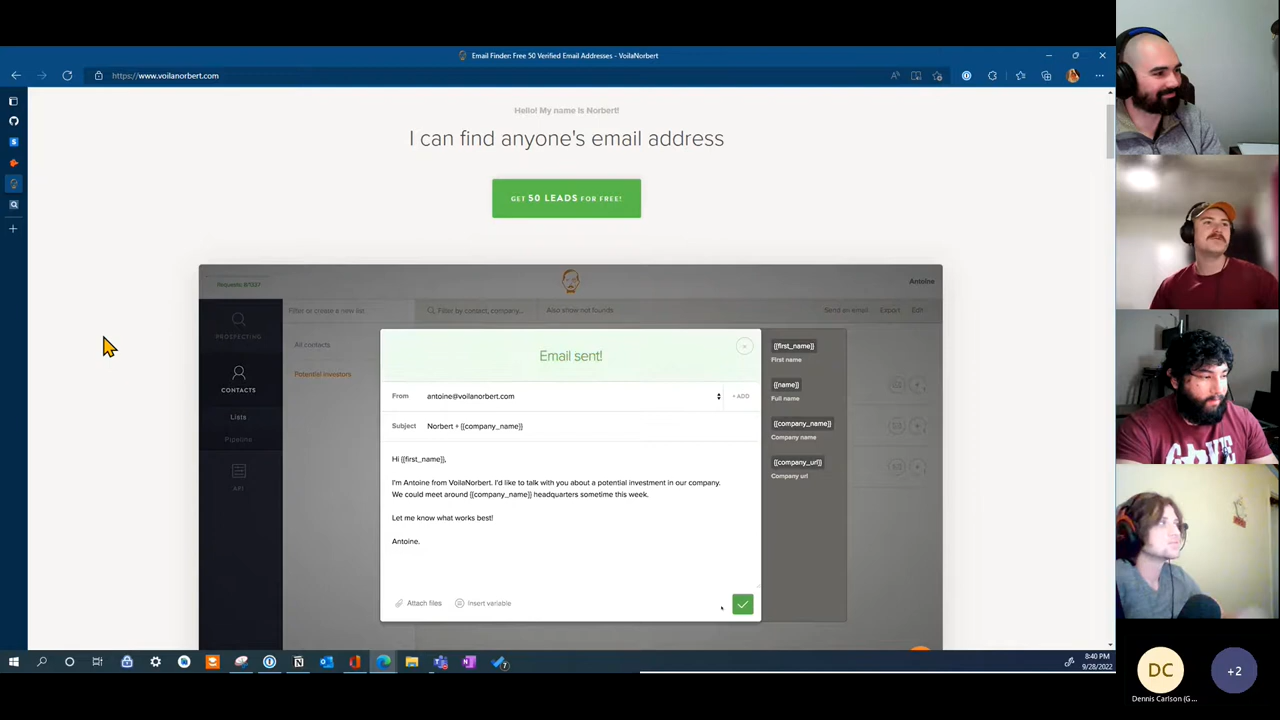 Email Finder: Free 50 Verified Email Addresses - VoilaNorbert
https://www.voilanorbert.com
Hello! My name is Norbert!
I can find anyone's email address
GET 50 LEADS FOR FREE!
Antoine
PROSPECTING
Filter or create a new list
Filter by contact, company...
Also show not founds
Send an email
Export
Edit
All contacts
Potential investors
CONTACTS
Lists
Pipeline
API
Email sent!
From antoine@voilanorbert.com + ADD
Subject Norbert + {{company_name}}
Hi {{first_name}},
I'm Antoine from VoilaNorbert. I'd like to talk with you about a potential investment in our company.
We could meet around {{company_name}} headquarters sometime this week.
Let me know what works best!
Antoine.
Attach files
Insert variable
{{first_name}}
First name
{{name}}
Full name
{{company_name}}
Company name
{{company_url}}
Company url
7
8:40 PM
9/28/2022
DC
Dennis Carlson (G...
+2